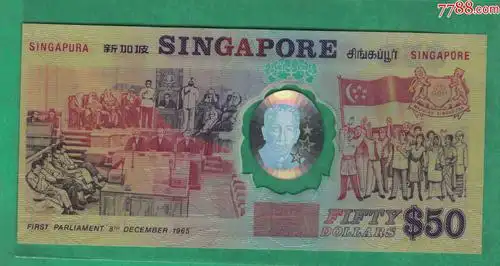 7788.com
SINGAPURA 新加坡 SINGAPORE சிங்கப்பூர் SINGAPORE
FIRST PARLIAMENT 8TH DECEMBER 1965
FIFTY
DOLLARS $50